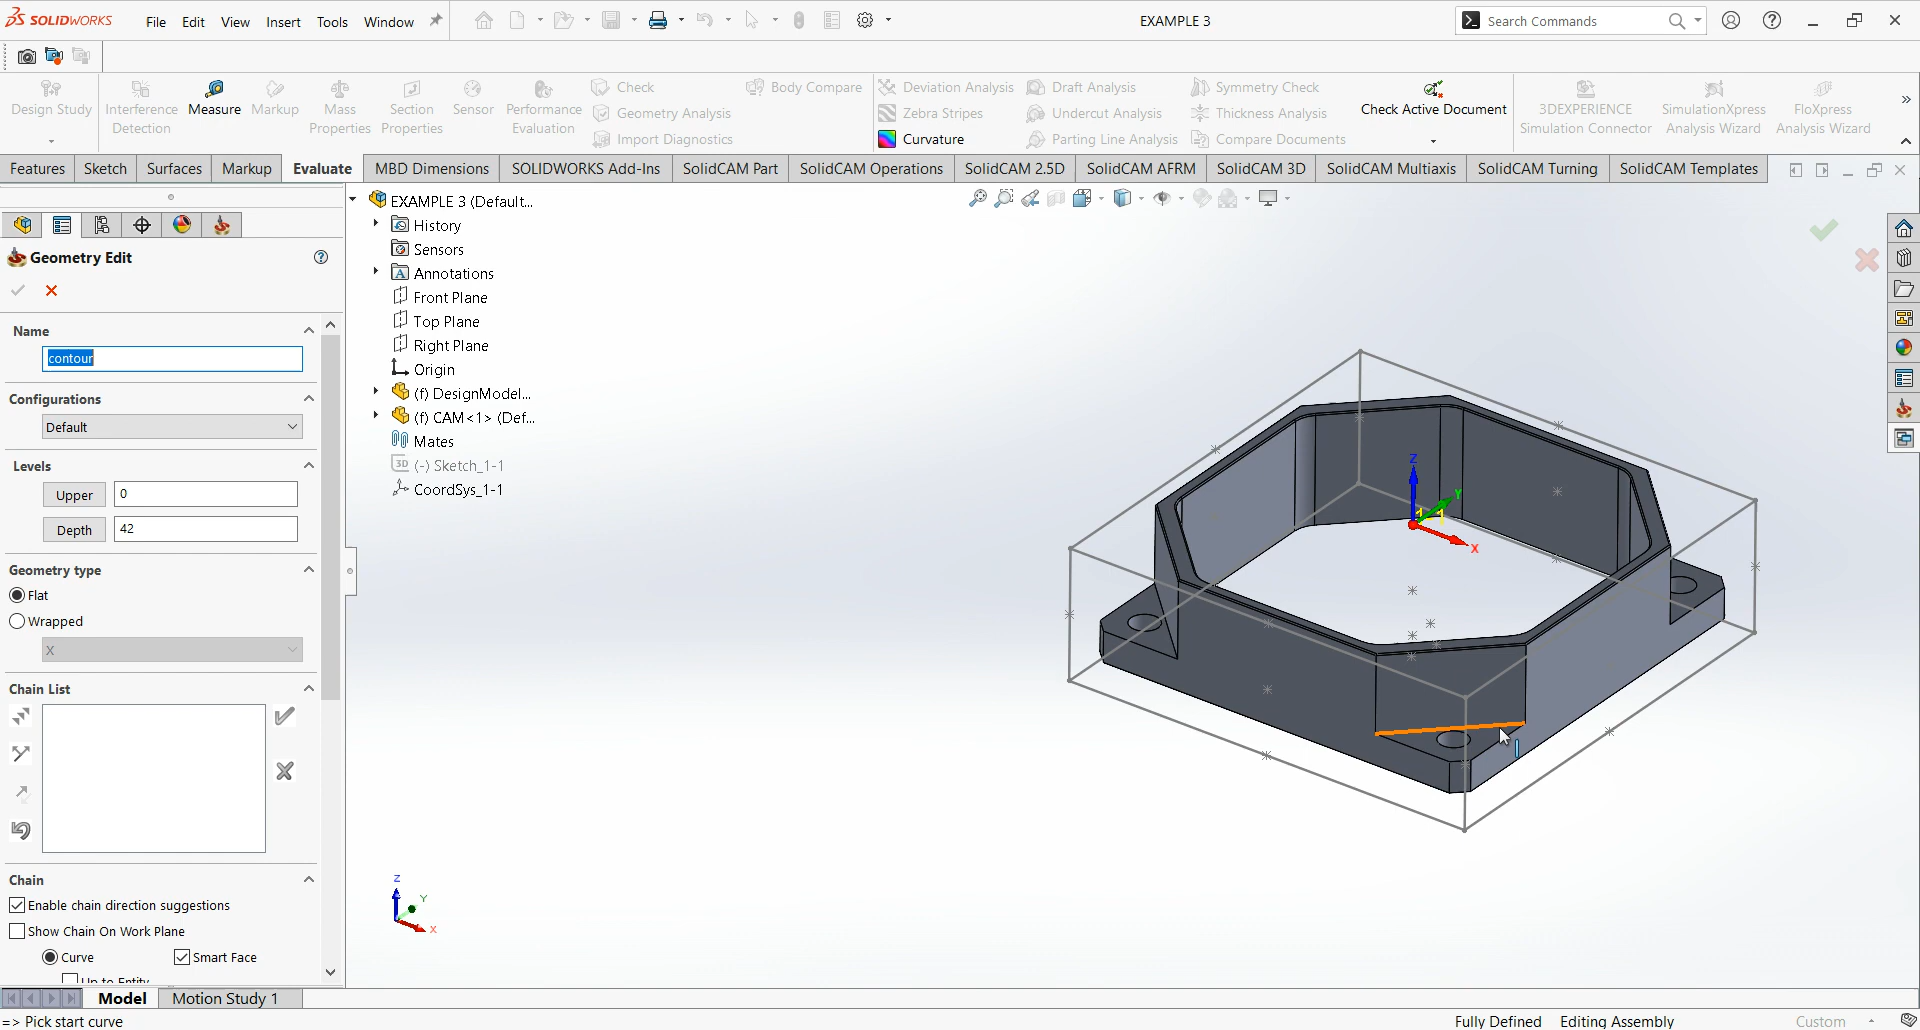 SOLIDWORKS File Edit View Insert Tools Window EXAMPLE 3 Search Commands
Design Study
Interference Detection
Measure
Markup
Mass Properties
Section Properties
Sensor
Performance Evaluation
Check
Geometry Analysis
Import Diagnostics
Body Compare
Deviation Analysis
Zebra Stripes
Curvature
Draft Analysis
Undercut Analysis
Parting Line Analysis
Symmetry Check
Thickness Analysis
Compare Documents
Check Active Document
3DEXPERIENCE
Simulation Connector
SimulationXpress
Analysis Wizard
FloXpress
Analysis Wizard
Features Sketch Surfaces Markup Evaluate MBD Dimensions SOLIDWORKS Add-Ins SolidCAM Part SolidCAM Operations SolidCAM 2.5D SolidCAM AFRM SolidCAM 3D SolidCAM Multiaxis SolidCAM Turning SolidCAM Templates
Geometry Edit
Name
contour
Configurations
Default
Levels
Upper 0
Depth 42
Geometry type
Flat
Wrapped
X
Chain List
Chain
Enable chain direction suggestions
Show Chain On Work Plane
Curve Smart Face
Up to Entity
EXAMPLE 3 (Default...
History
Sensors
Annotations
Front Plane
Top Plane
Right Plane
Origin
(f) DesignModel...
(f) CAM<1> (Def...
Mates
(-) Sketch_1-1
CoordSys_1-1
Z
Y
X
Z
Y
X
Model Motion Study 1
=> Pick start curve Fully Defined Editing Assembly Custom